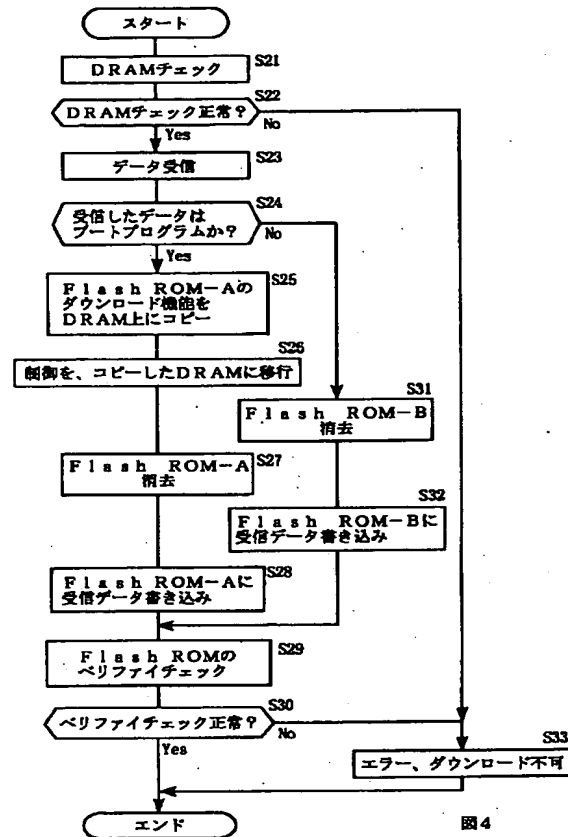 スタート
S21
DRAMチェック
S22
DRAMチェック正常?
No
Yes
S23
データ受信
S24
受信したデータは
ブートプログラムか?
No
Yes
S25
Flash ROM-Aの
ダウンロード機能を
DRAM上にコピー
S26
制御を、コピーしたDRAMに移行
S31
Flash ROM-B
消去
S27
Flash ROM-A
消去
S32
Flash ROM-Bに
受信データ書き込み
S28
Flash ROM-Aに
受信データ書き込み
S29
Flash ROMの
ベリファイチェック
S30
ベリファイチェック正常?
No
Yes
S33
エラー、ダウンロード不可
エンド
図4